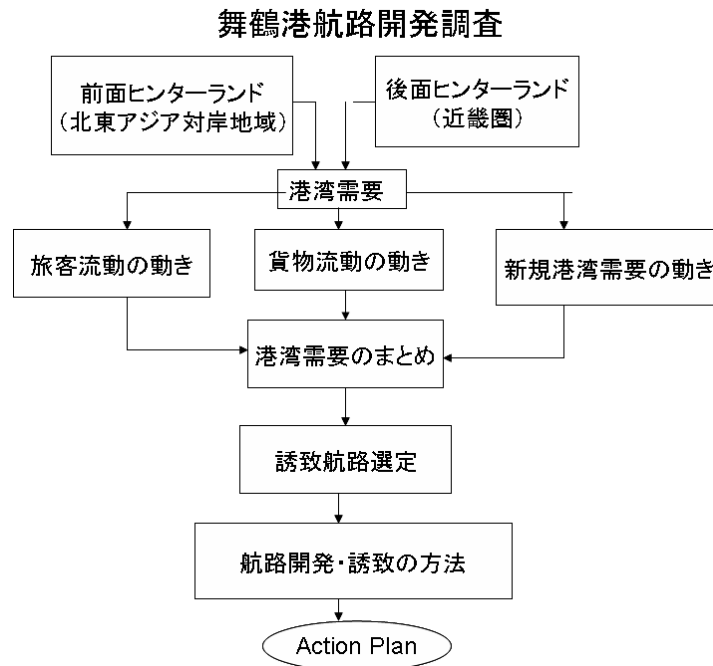 舞鶴港航路開発調査
前面ヒンターランド
（北東アジア対岸地域）
後面ヒンターランド
（近畿圏）
港湾需要
旅客流動の動き
貨物流動の動き
新規港湾需要の動き
港湾需要のまとめ
誘致航路選定
航路開発・誘致の方法
Action Plan